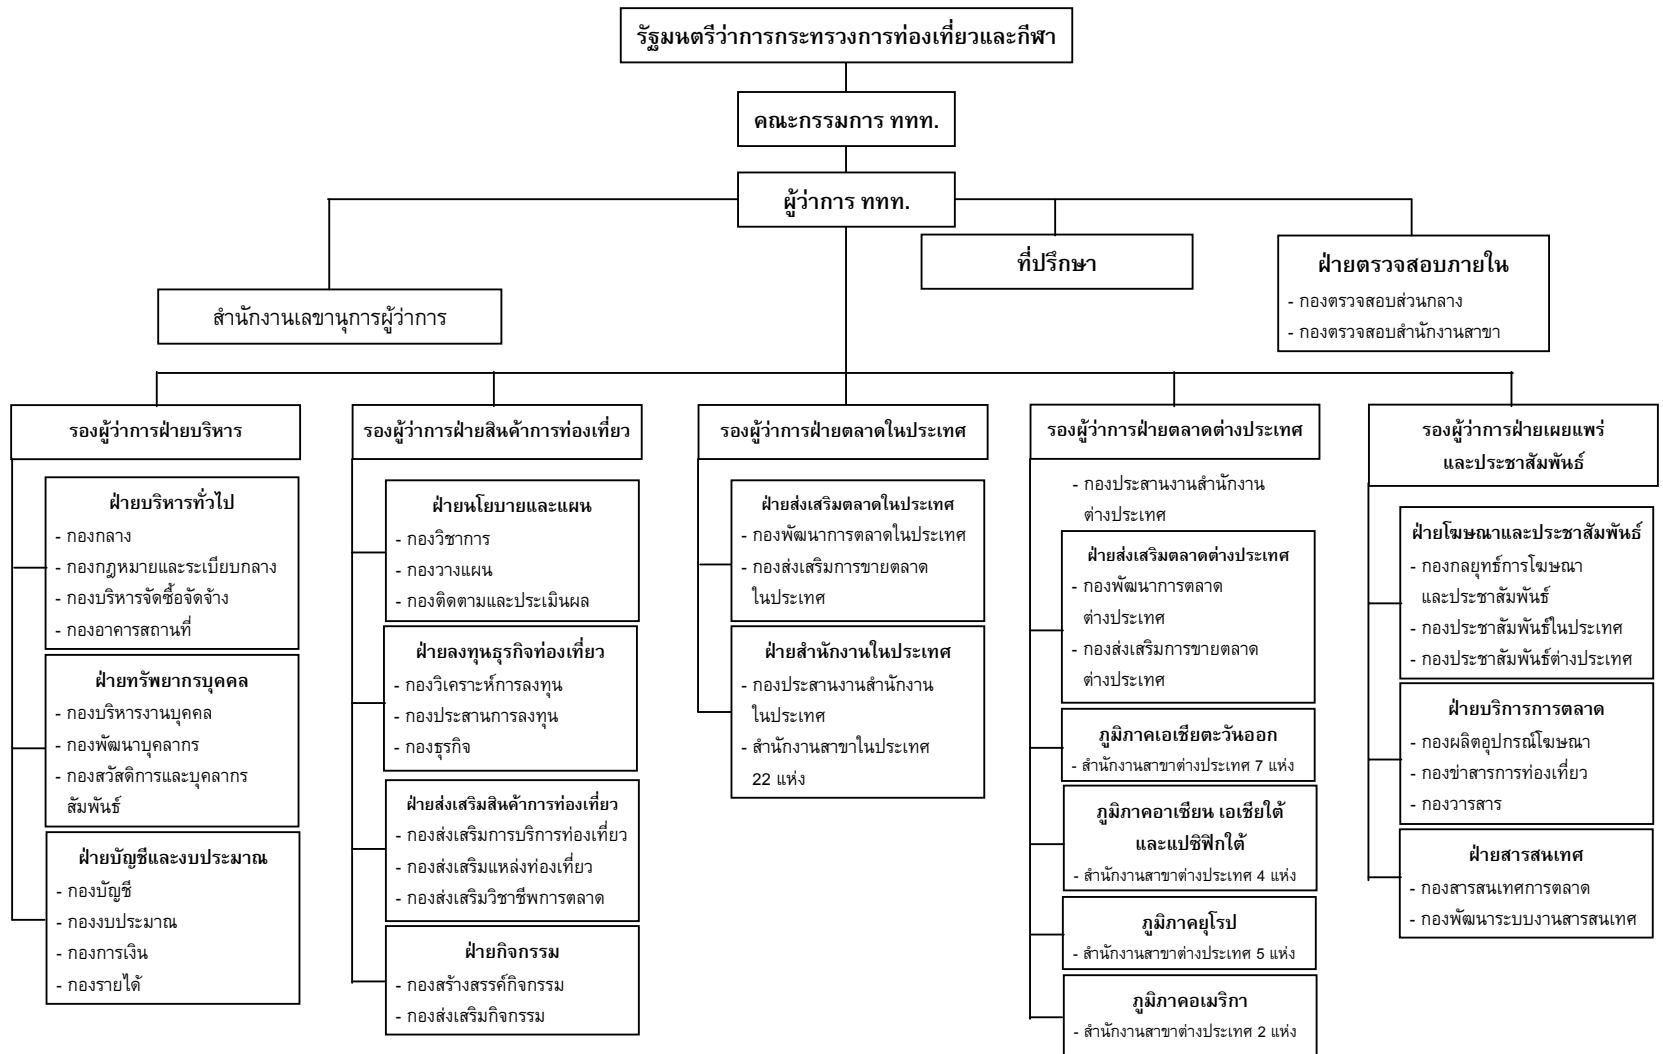 รัฐมนตรีว่าการกระทรวงการท่องเที่ยวและกีฬา
คณะกรรมการ ททท.
ผู้ว่าการ ททท.
สำนักงานเลขานุการผู้ว่าการ
ที่ปรึกษา
ฝ่ายตรวจสอบภายใน
- กองตรวจสอบส่วนกลาง
- กองตรวจสอบสำนักงานสาขา
รองผู้ว่าการฝ่ายบริหาร
ฝ่ายบริหารทั่วไป
- กองกลาง
- กองกฎหมายและระเบียบกลาง
- กองบริหารจัดซื้อจัดจ้าง
- กองอาคารสถานที่
ฝ่ายทรัพยากรบุคคล
- กองบริหารงานบุคคล
- กองพัฒนาบุคลากร
- กองสวัสดิการและบุคลากร
สัมพันธ์
ฝ่ายบัญชีและงบประมาณ
- กองบัญชี
- กองงบประมาณ
- กองการเงิน
- กองรายได้
รองผู้ว่าการฝ่ายสินค้าการท่องเที่ยว
ฝ่ายนโยบายและแผน
- กองวิชาการ
- กองวางแผน
- กองติดตามและประเมินผล
ฝ่ายลงทุนธุรกิจท่องเที่ยว
- กองวิเคราะห์การลงทุน
- กองประสานการลงทุน
- กองธุรกิจ
ฝ่ายส่งเสริมสินค้าการท่องเที่ยว
- กองส่งเสริมการบริการท่องเที่ยว
- กองส่งเสริมแหล่งท่องเที่ยว
- กองส่งเสริมวิชาชีพการตลาด
ฝ่ายกิจกรรม
- กองสร้างสรรค์กิจกรรม
- กองส่งเสริมกิจกรรม
รองผู้ว่าการฝ่ายตลาดในประเทศ
ฝ่ายส่งเสริมตลาดในประเทศ
- กองพัฒนาการตลาดในประเทศ
- กองส่งเสริมการขายตลาด
ในประเทศ
ฝ่ายสำนักงานในประเทศ
- กองประสานงานสำนักงาน
ในประเทศ
- สำนักงานสาขาในประเทศ
22 แห่ง
รองผู้ว่าการฝ่ายตลาดต่างประเทศ
- กองประสานงานสำนักงาน
ต่างประเทศ
ฝ่ายส่งเสริมตลาดต่างประเทศ
- กองพัฒนาการตลาด
ต่างประเทศ
- กองส่งเสริมการขายตลาด
ต่างประเทศ
ภูมิภาคเอเชียตะวันออก
- สำนักงานสาขาต่างประเทศ 7 แห่ง
ภูมิภาคอาเซียน เอเชียใต้
และแปซิฟิกใต้
- สำนักงานสาขาต่างประเทศ 4 แห่ง
ภูมิภาคยุโรป
- สำนักงานสาขาต่างประเทศ 5 แห่ง
ภูมิภาคอเมริกา
- สำนักงานสาขาต่างประเทศ 2 แห่ง
รองผู้ว่าการฝ่ายเผยแพร่
และประชาสัมพันธ์
ฝ่ายโฆษณาและประชาสัมพันธ์
- กองกลยุทธ์การโฆษณา
และประชาสัมพันธ์
- กองประชาสัมพันธ์ในประเทศ
- กองประชาสัมพันธ์ต่างประเทศ
ฝ่ายบริการการตลาด
- กองผลิตอุปกรณ์โฆษณา
- กองข่าสารการท่องเที่ยว
- กองวารสาร
ฝ่ายสารสนเทศ
- กองสารสนเทศการตลาด
- กองพัฒนาระบบงานสารสนเทศ